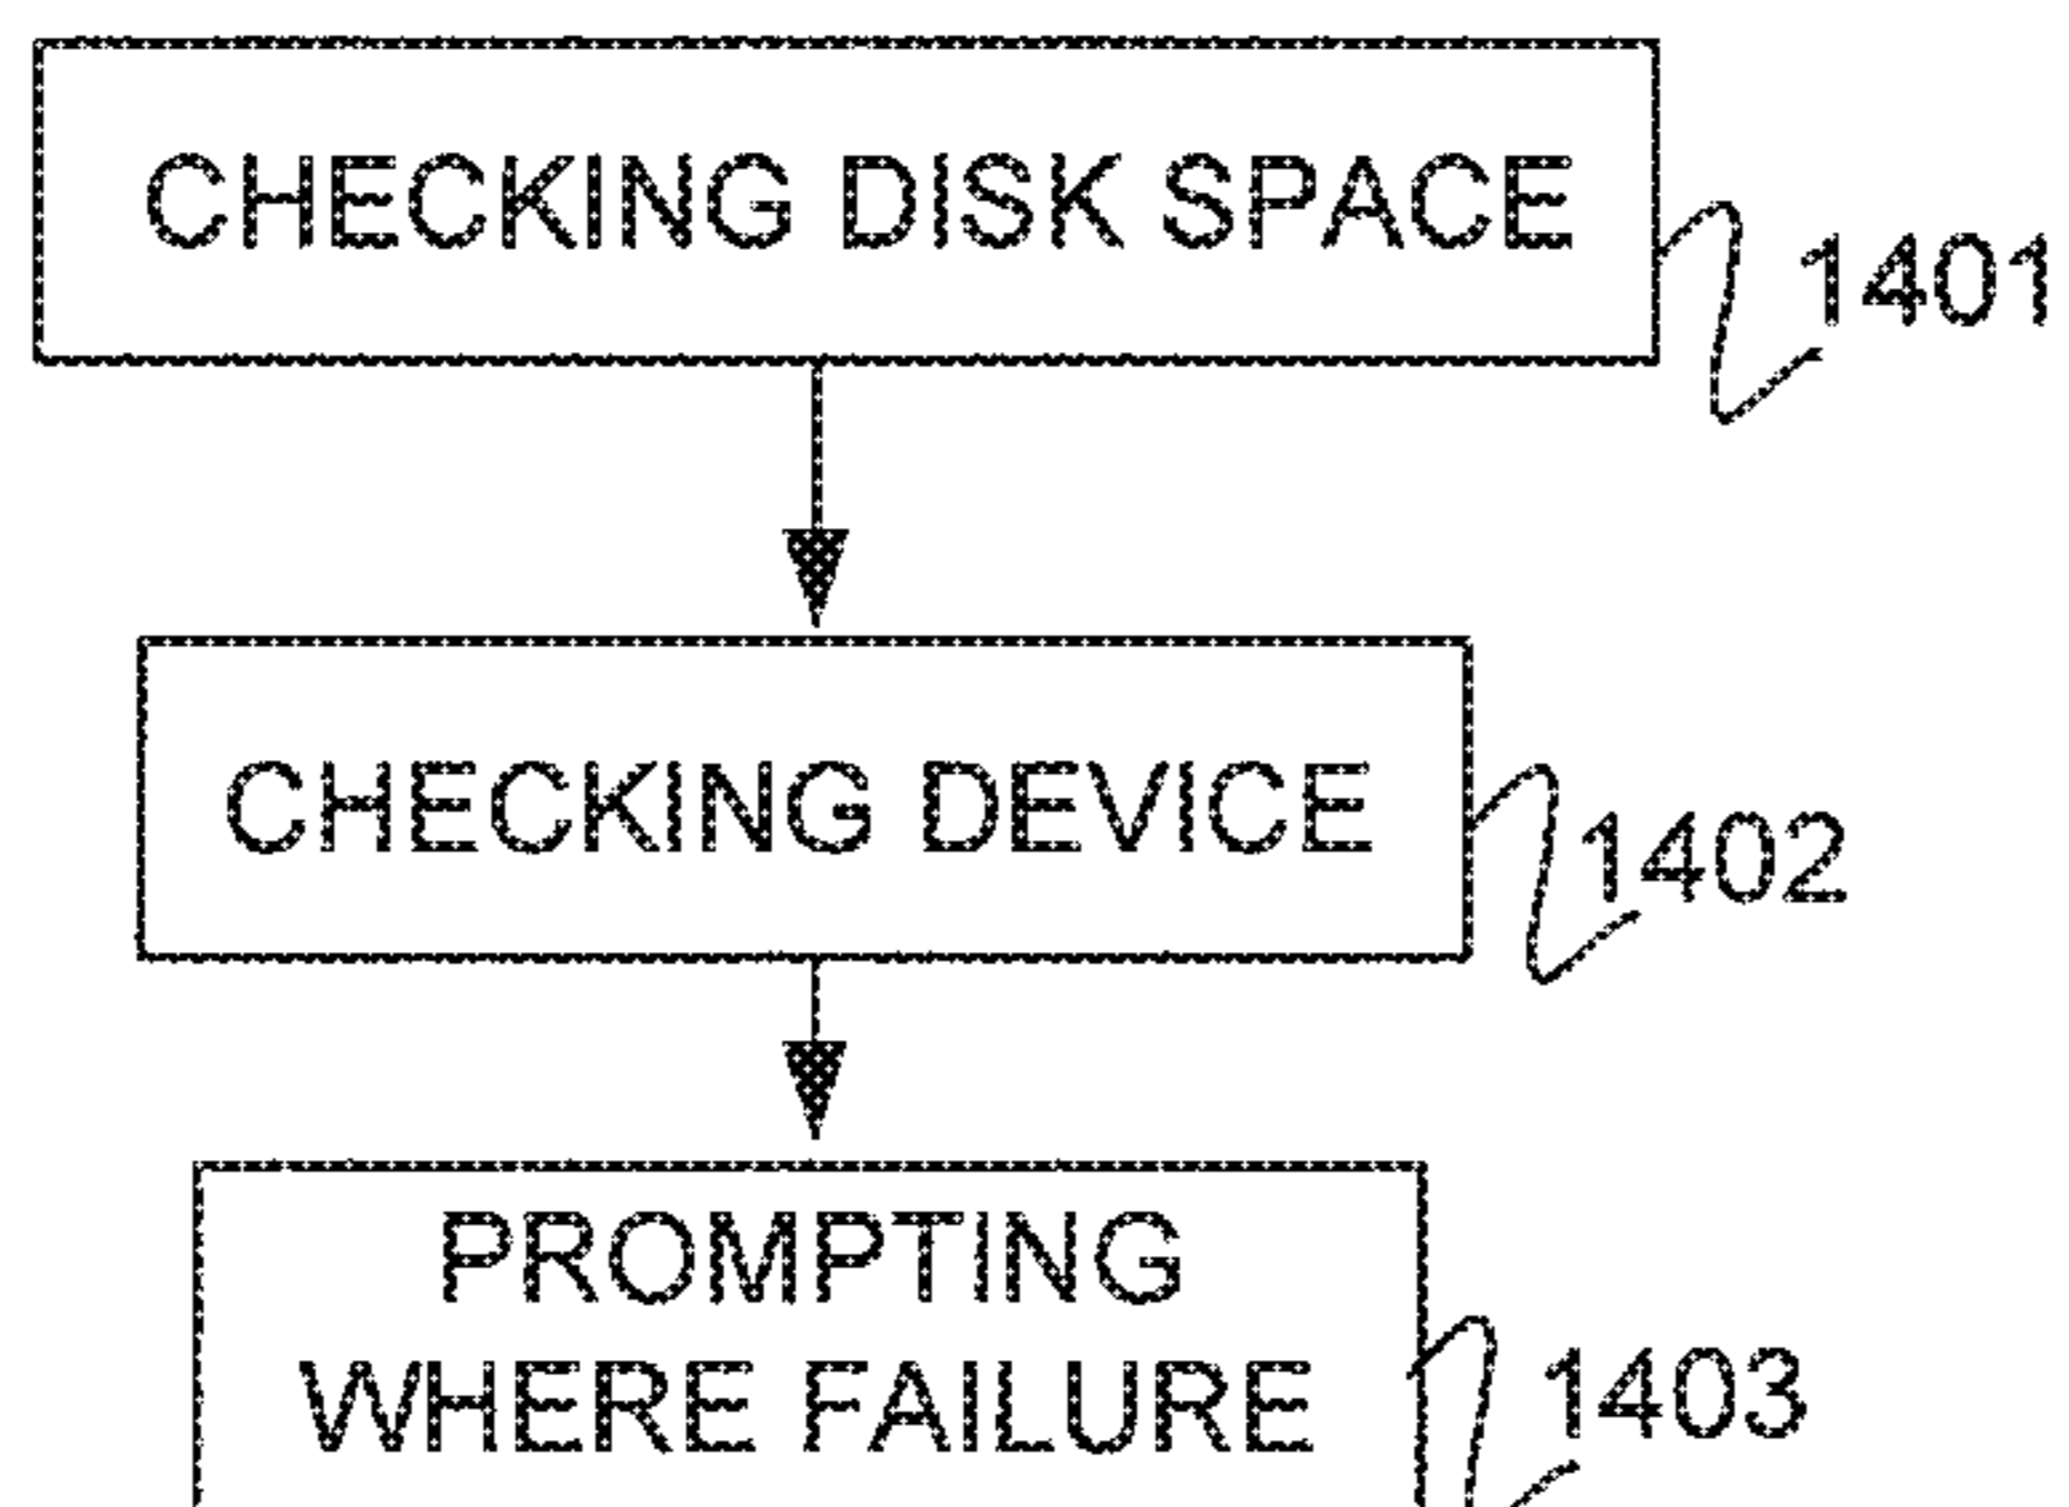 CHECKING DISK SPACE
1401
CHECKING DEVICE
1402
PROMPTING
WHERE FAILURE
1403